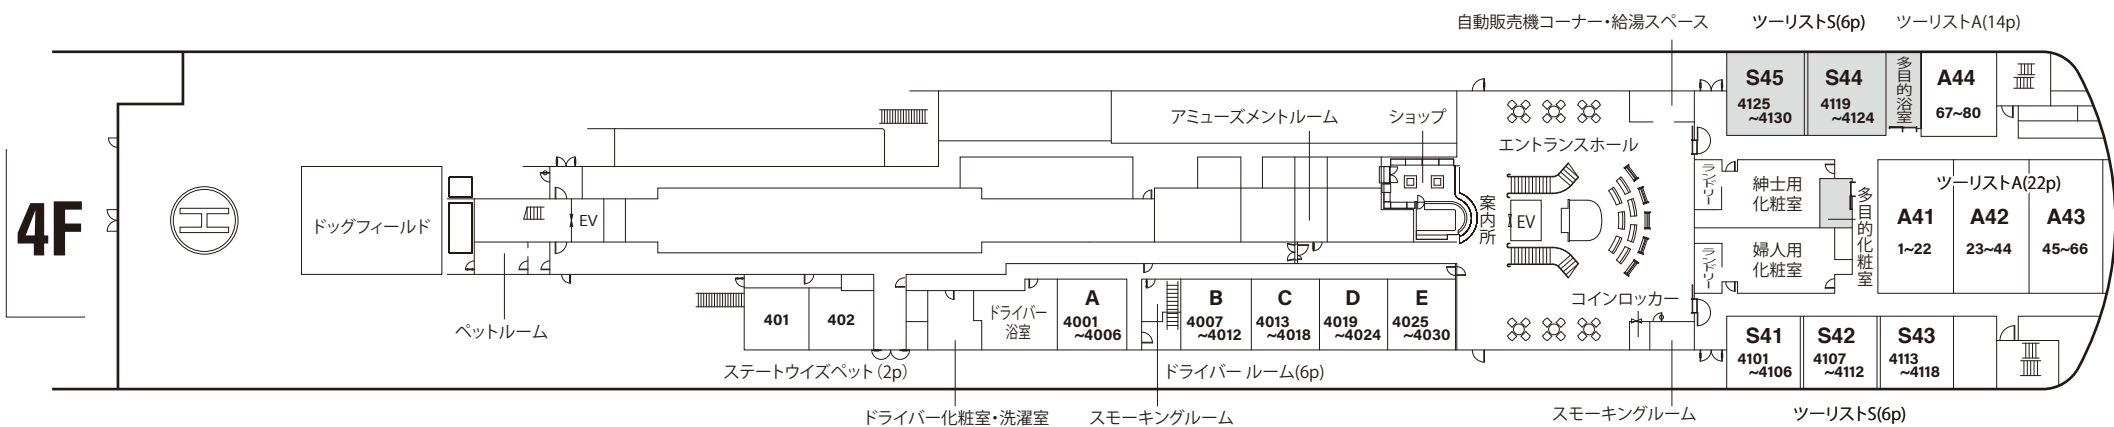 自動販売機コーナー・給湯スペース
ツーリストS(6p)
ツーリストA(14p)
S45
4125
~4130
S44
4119
~4124
多目的浴室
A44
67~80
アミューズメントルーム
ショップ
エントランスホール
4F
ドッグフィールド
EV
案内所
EV
ランドリー
紳士用
化粧室
多目的化粧室
ツーリストA(22p)
A41
1~22
A42
23~44
A43
45~66
ランドリー
婦人用
化粧室
ペットルーム
401
402
ドライバー
浴室
A
4001
~4006
B
4007
~4012
C
4013
~4018
D
4019
~4024
E
4025
~4030
コインロッカー
S41
4101
~4106
S42
4107
~4112
S43
4113
~4118
ステートウィズペット(2p)
ドライバー ルーム(6p)
ドライバー化粧室・洗濯室
スモーキングルーム
スモーキングルーム
ツーリストS(6p)